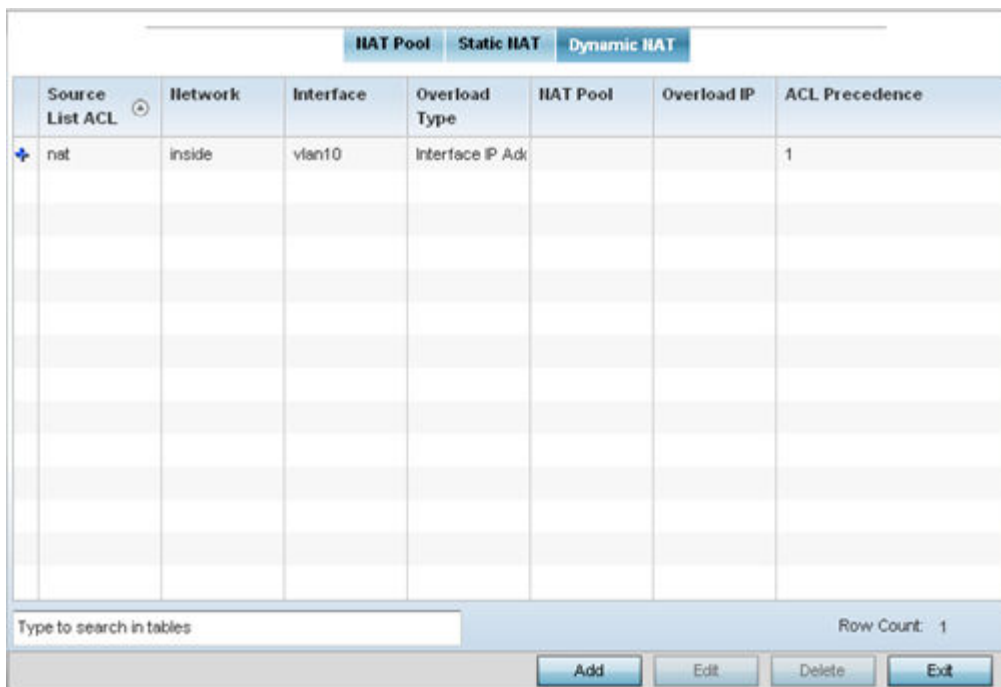 NAT Pool Static NAT Dynamic NAT
Source List ACL Network Interface Overload Type NAT Pool Overload IP ACL Precedence
nat inside vlan10 Interface IP Add 1
Type to search in tables Row Count: 1
Add Edit Delete Exit